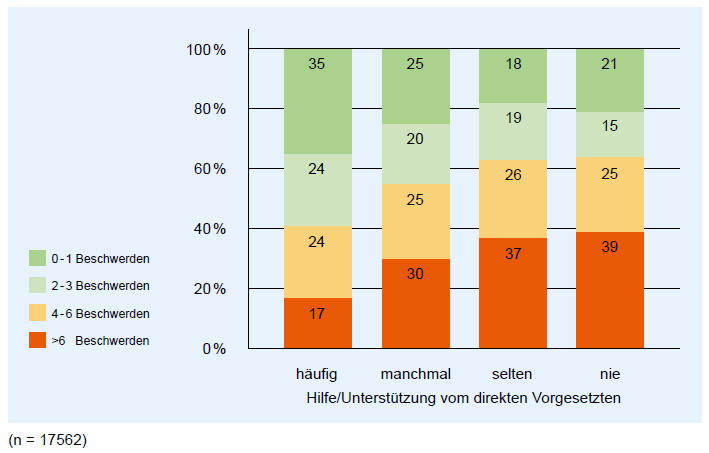 100 %
80 %
60 %
40 %
20 %
0 %
35 25 18 21
24 20 19 15
24 25 26 25
17 30 37 39
0 - 1 Beschwerden
2 - 3 Beschwerden
4 - 6 Beschwerden
>6 Beschwerden
häufig manchmal selten nie
Hilfe/Unterstützung vom direkten Vorgesetzten
(n = 17562)